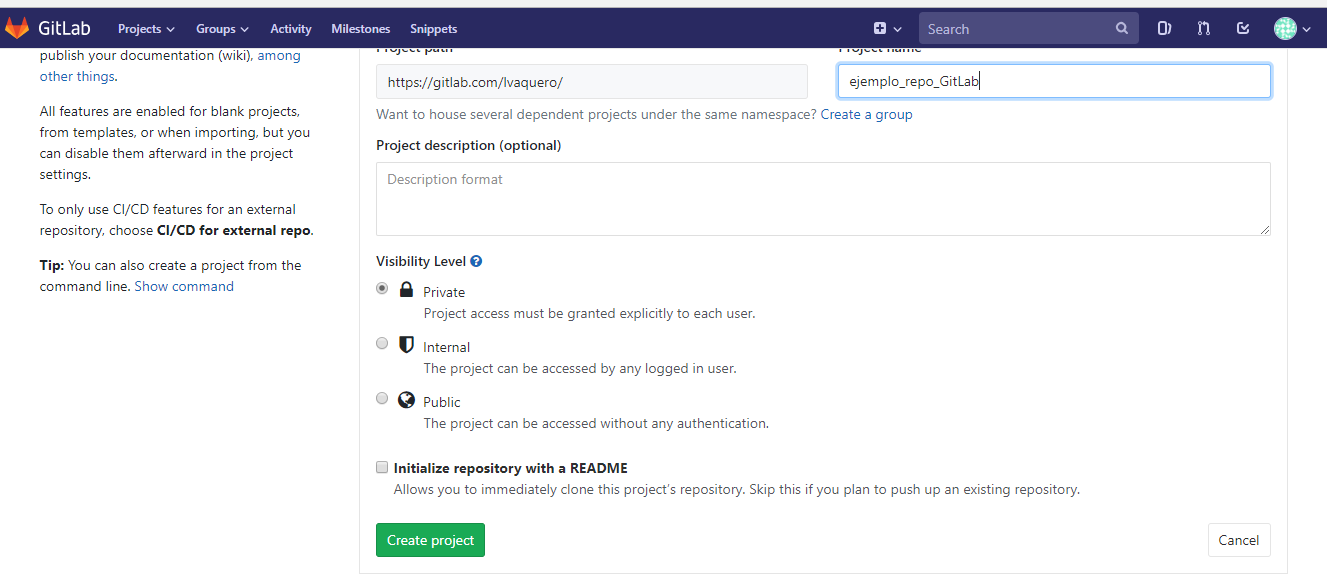 GitLab Projects Groups Activity Milestones Snippets Search
publish your documentation (wiki), among
other things.
All features are enabled for blank projects,
from templates, or when importing, but you
can disable them afterward in the project
settings.
To only use CI/CD features for an external
repository, choose CI/CD for external repo.
Tip: You can also create a project from the
command line. Show command
Project path
https://gitlab.com/lvaquero/
Project name
ejemplo_repo_GitLab
Want to house several dependent projects under the same namespace? Create a group
Project description (optional)
Description format
Visibility Level
Private
Project access must be granted explicitly to each user.
Internal
The project can be accessed by any logged in user.
Public
The project can be accessed without any authentication.
Initialize repository with a README
Allows you to immediately clone this project's repository. Skip this if you plan to push up an existing repository.
Create project
Cancel